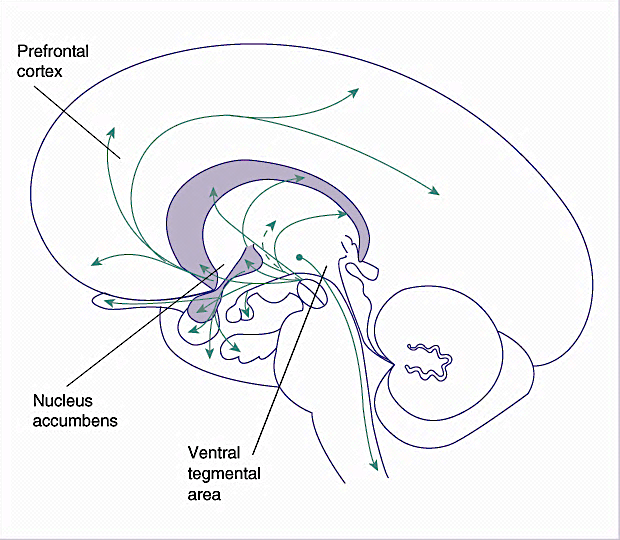 Prefrontal
cortex
Nucleus
accumbens
Ventral
tegmental
area